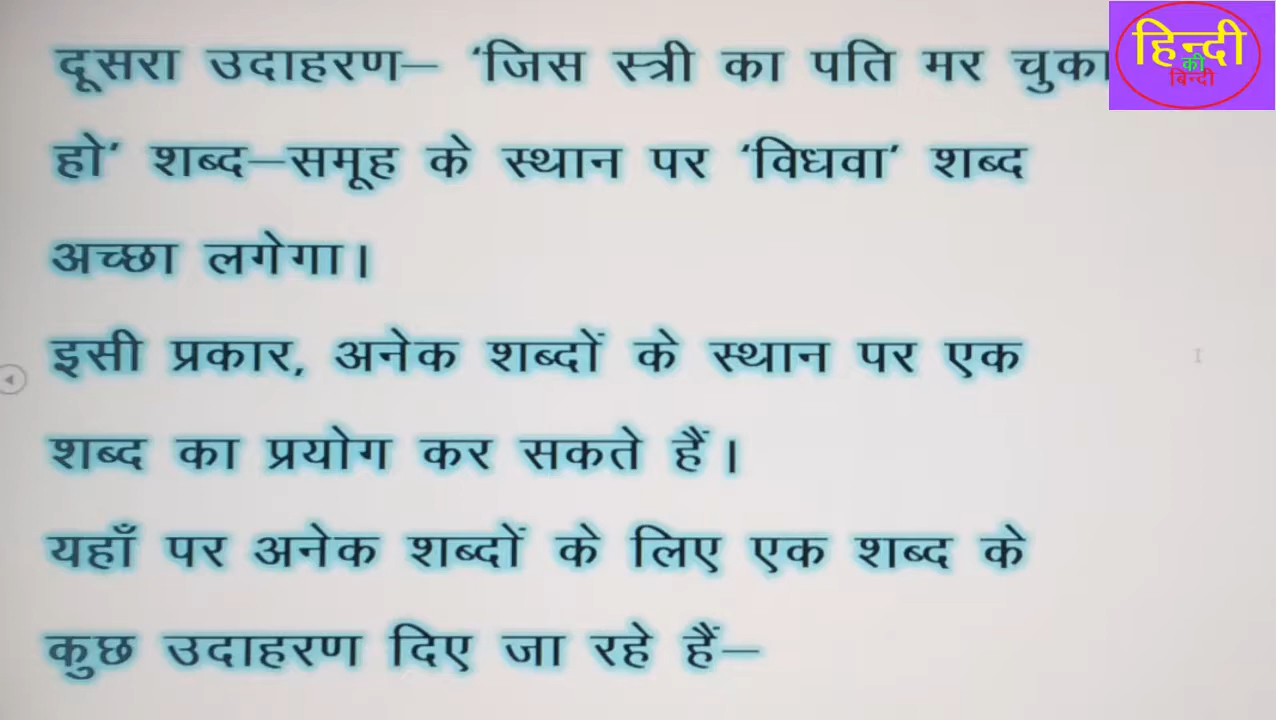 दूसरा उदाहरण– 'जिस स्त्री का पति मर चुका
हो' शब्द–समूह के स्थान पर 'विधवा' शब्द
अच्छा लगेगा।
इसी प्रकार, अनेक शब्दों के स्थान पर एक
शब्द का प्रयोग कर सकते हैं।
यहाँ पर अनेक शब्दों के लिए एक शब्द के
कुछ उदाहरण दिए जा रहे हैं–
हिन्दी
की
बिन्दी